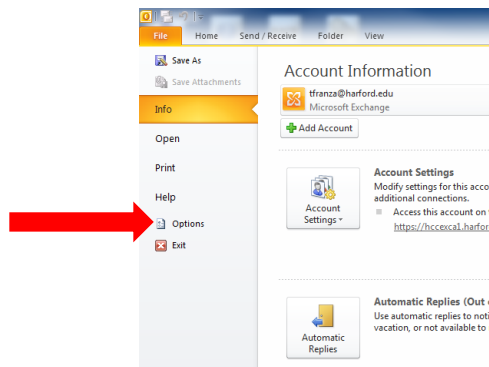 File Home Send / Receive Folder View
Save As
Save Attachments
Info
Open
Print
Help
Options
Exit
Account Information
tfranza@harford.edu
Microsoft Exchange
Add Account
Account
Settings
Account Settings
Modify settings for this acco
additional connections.
Access this account on
https://hccexca1.harfor
Automatic
Replies
Automatic Replies (Out
Use automatic replies to noti
vacation, or not available to